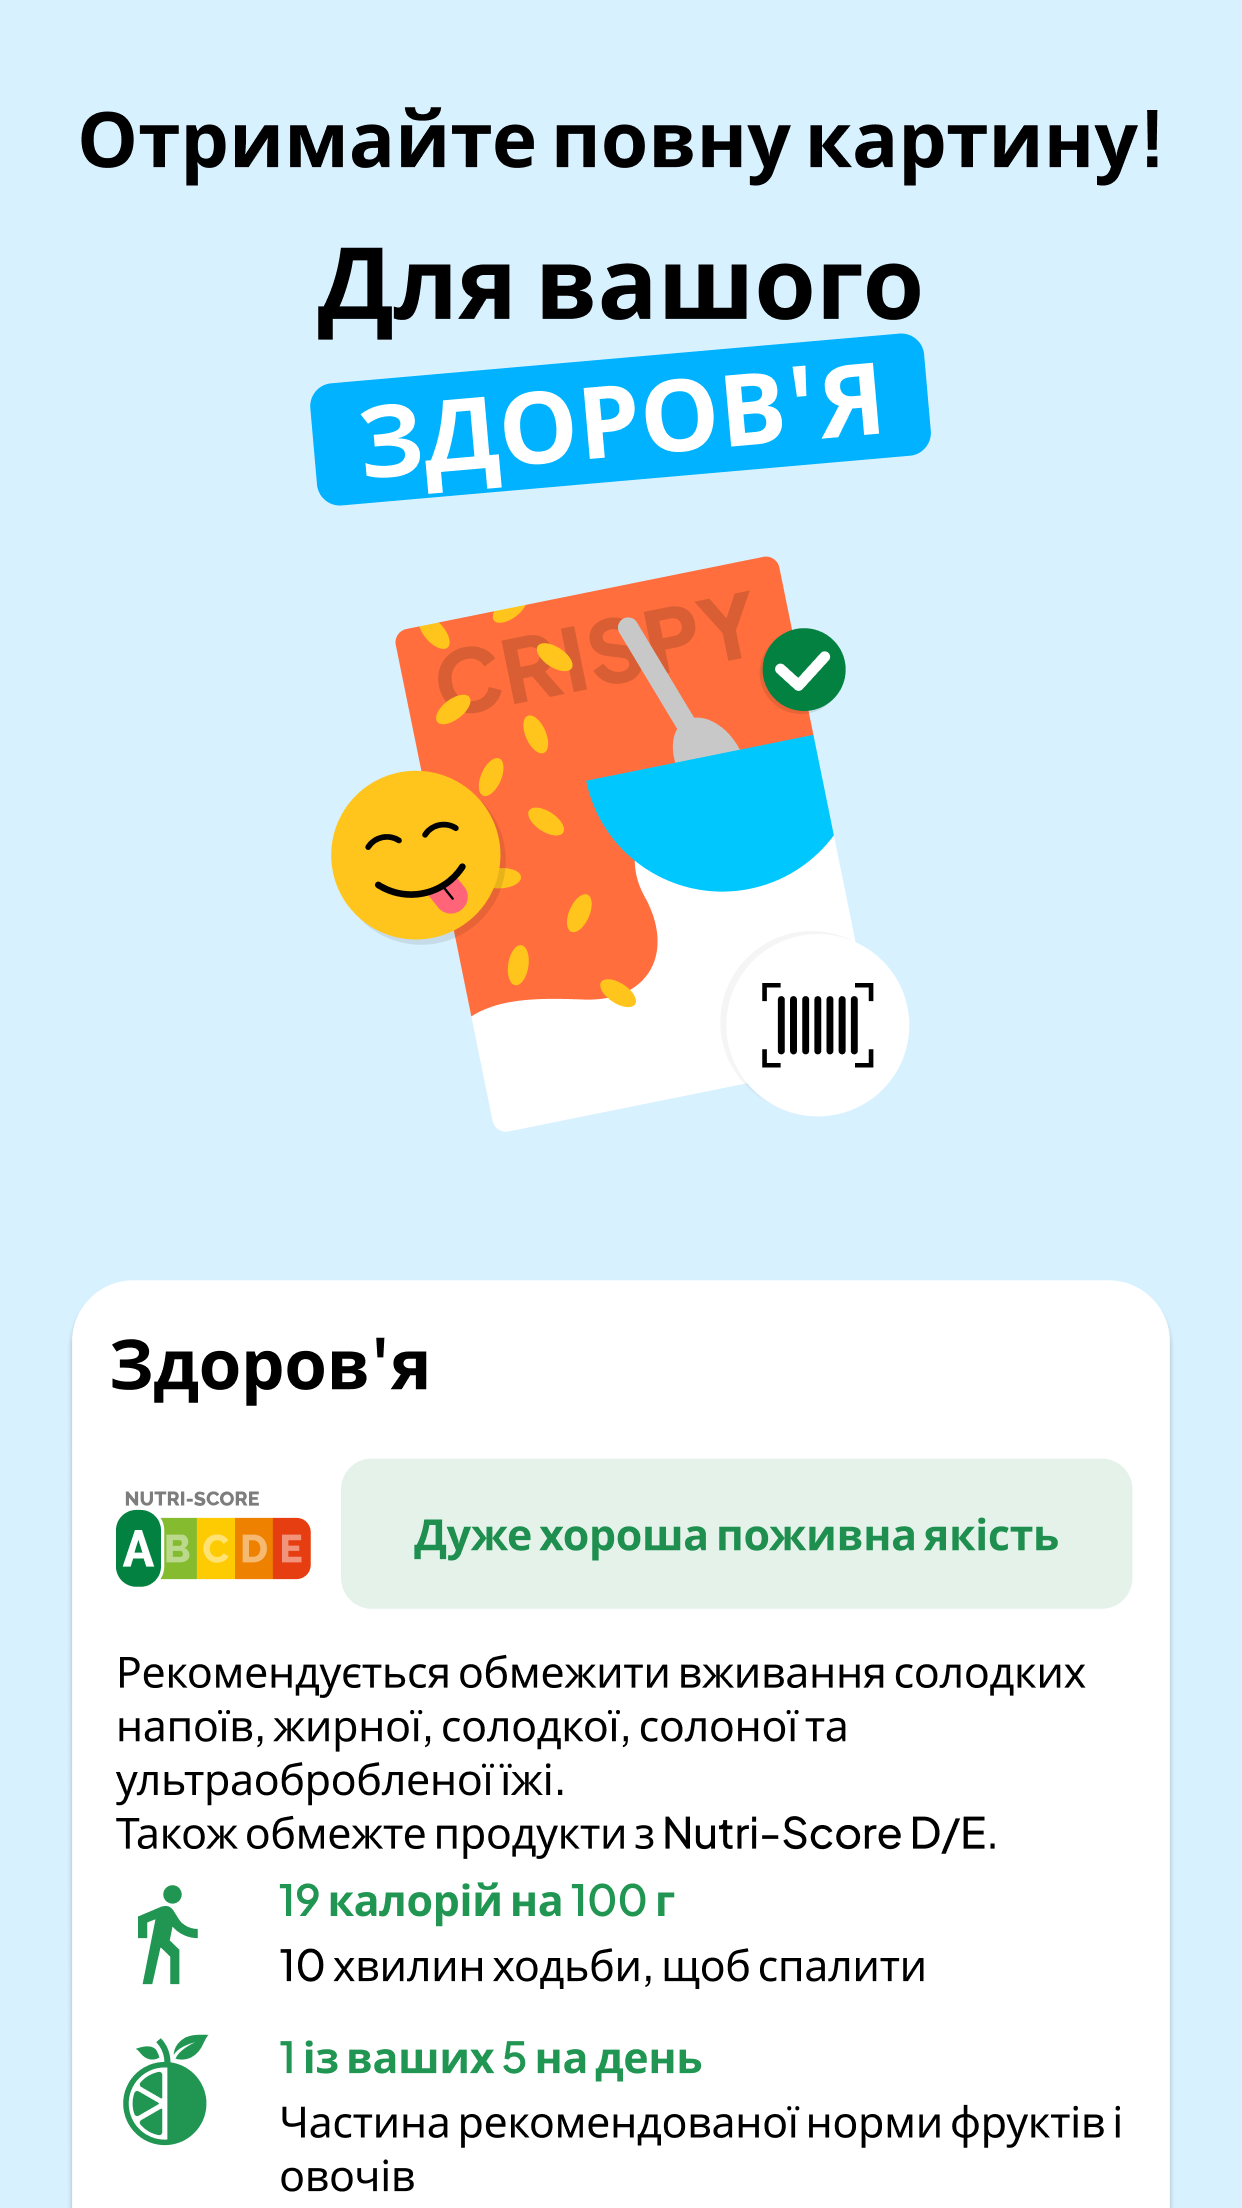 Отримайте повну картину!
Для вашого
ЗДОРОВ'Я
CRISPY
Здоров'я
NUTRI-SCORE
A B C D E
Дуже хороша поживна якість
Рекомендується обмежити вживання солодких
напоїв, жирної, солодкої, солоної та
ультраобробленої їжі.
Також обмежте продукти з Nutri-Score D/E.
19 калорій на 100 г
10 хвилин ходьби, щоб спалити
1 із ваших 5 на день
Частина рекомендованої норми фруктів і
овочів